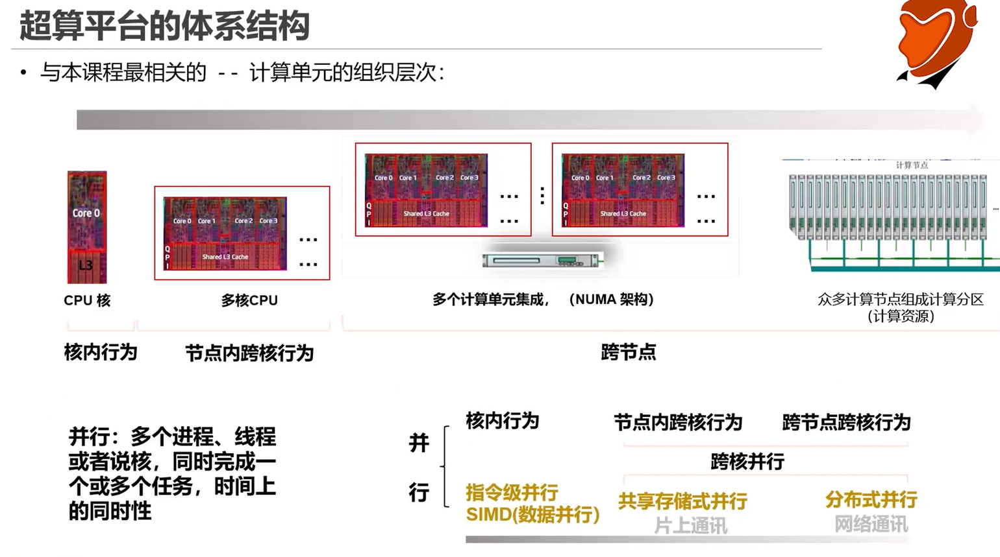 超算平台的体系结构
• 与本课程最相关的 -- 计算单元的组织层次：
计算节点
Core 0 Core 1 Core 2 Core 3
QPI
Shared L3 Cache
... ...
Core 0 Core 1 Core 2 Core 3
QPI
Shared L3 Cache
... ...
Core 0
L3
Core 0 Core 1 Core 2 Core 3
QPI
Shared L3 Cache
... ...
CPU 核
多核CPU
多个计算单元集成，（NUMA 架构）
众多计算节点组成计算分区
（计算资源）
核内行为
节点内跨核行为
跨节点
并行：多个进程、线程
或者说核，同时完成一
个或多个任务，时间上
的同时性
并
行
核内行为
节点内跨核行为
跨节点跨核行为
跨核并行
指令级并行
SIMD(数据并行）
共享存储式并行
片上通讯
分布式并行
网络通讯